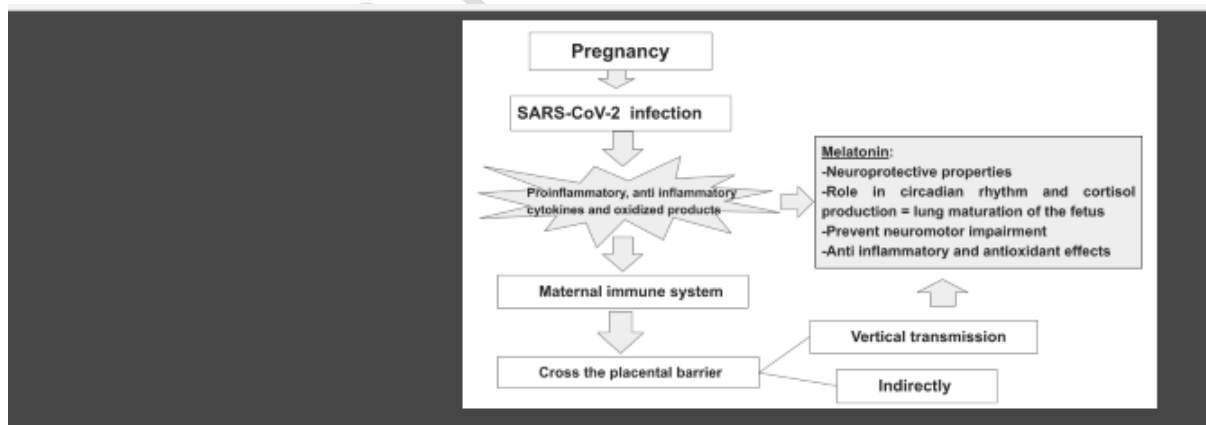 Pregnancy
SARS-CoV-2 infection
Proinflammatory, anti inflammatory
cytokines and oxidized products
Maternal immune system
Cross the placental barrier
Vertical transmission
Indirectly
Melatonin:
-Neuroprotective properties
-Role in circadian rhythm and cortisol
production = lung maturation of the fetus
-Prevent neuromotor impairment
-Anti inflammatory and antioxidant effects